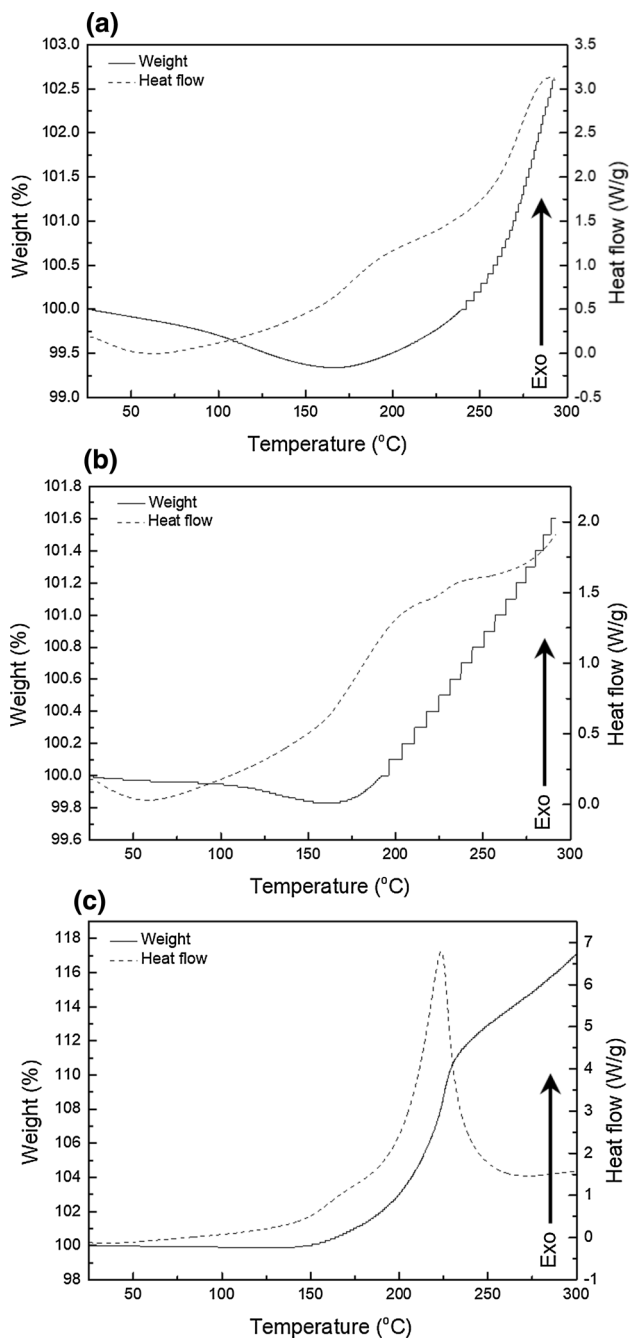 (a)
103.0
102.5
102.0
101.5
101.0
100.5
100.0
99.5
99.0
Weight (%)
Weight
Heat flow
3.5
3.0
2.5
2.0
1.5
1.0
0.5
0.0
-0.5
Heat flow (W/g)
Exo
50 100 150 200 250 300
Temperature (°C)
(b)
101.8
101.6
101.4
101.2
101.0
100.8
100.6
100.4
100.2
100.0
99.8
99.6
Weight (%)
Weight
Heat flow
2.0
1.5
1.0
0.5
0.0
Heat flow (W/g)
Exo
50 100 150 200 250 300
Temperature (°C)
(c)
118
116
114
112
110
108
106
104
102
100
98
Weight (%)
Weight
Heat flow
7
6
5
4
3
2
1
0
-1
Heat flow (W/g)
Exo
50 100 150 200 250 300
Temperature (°C)